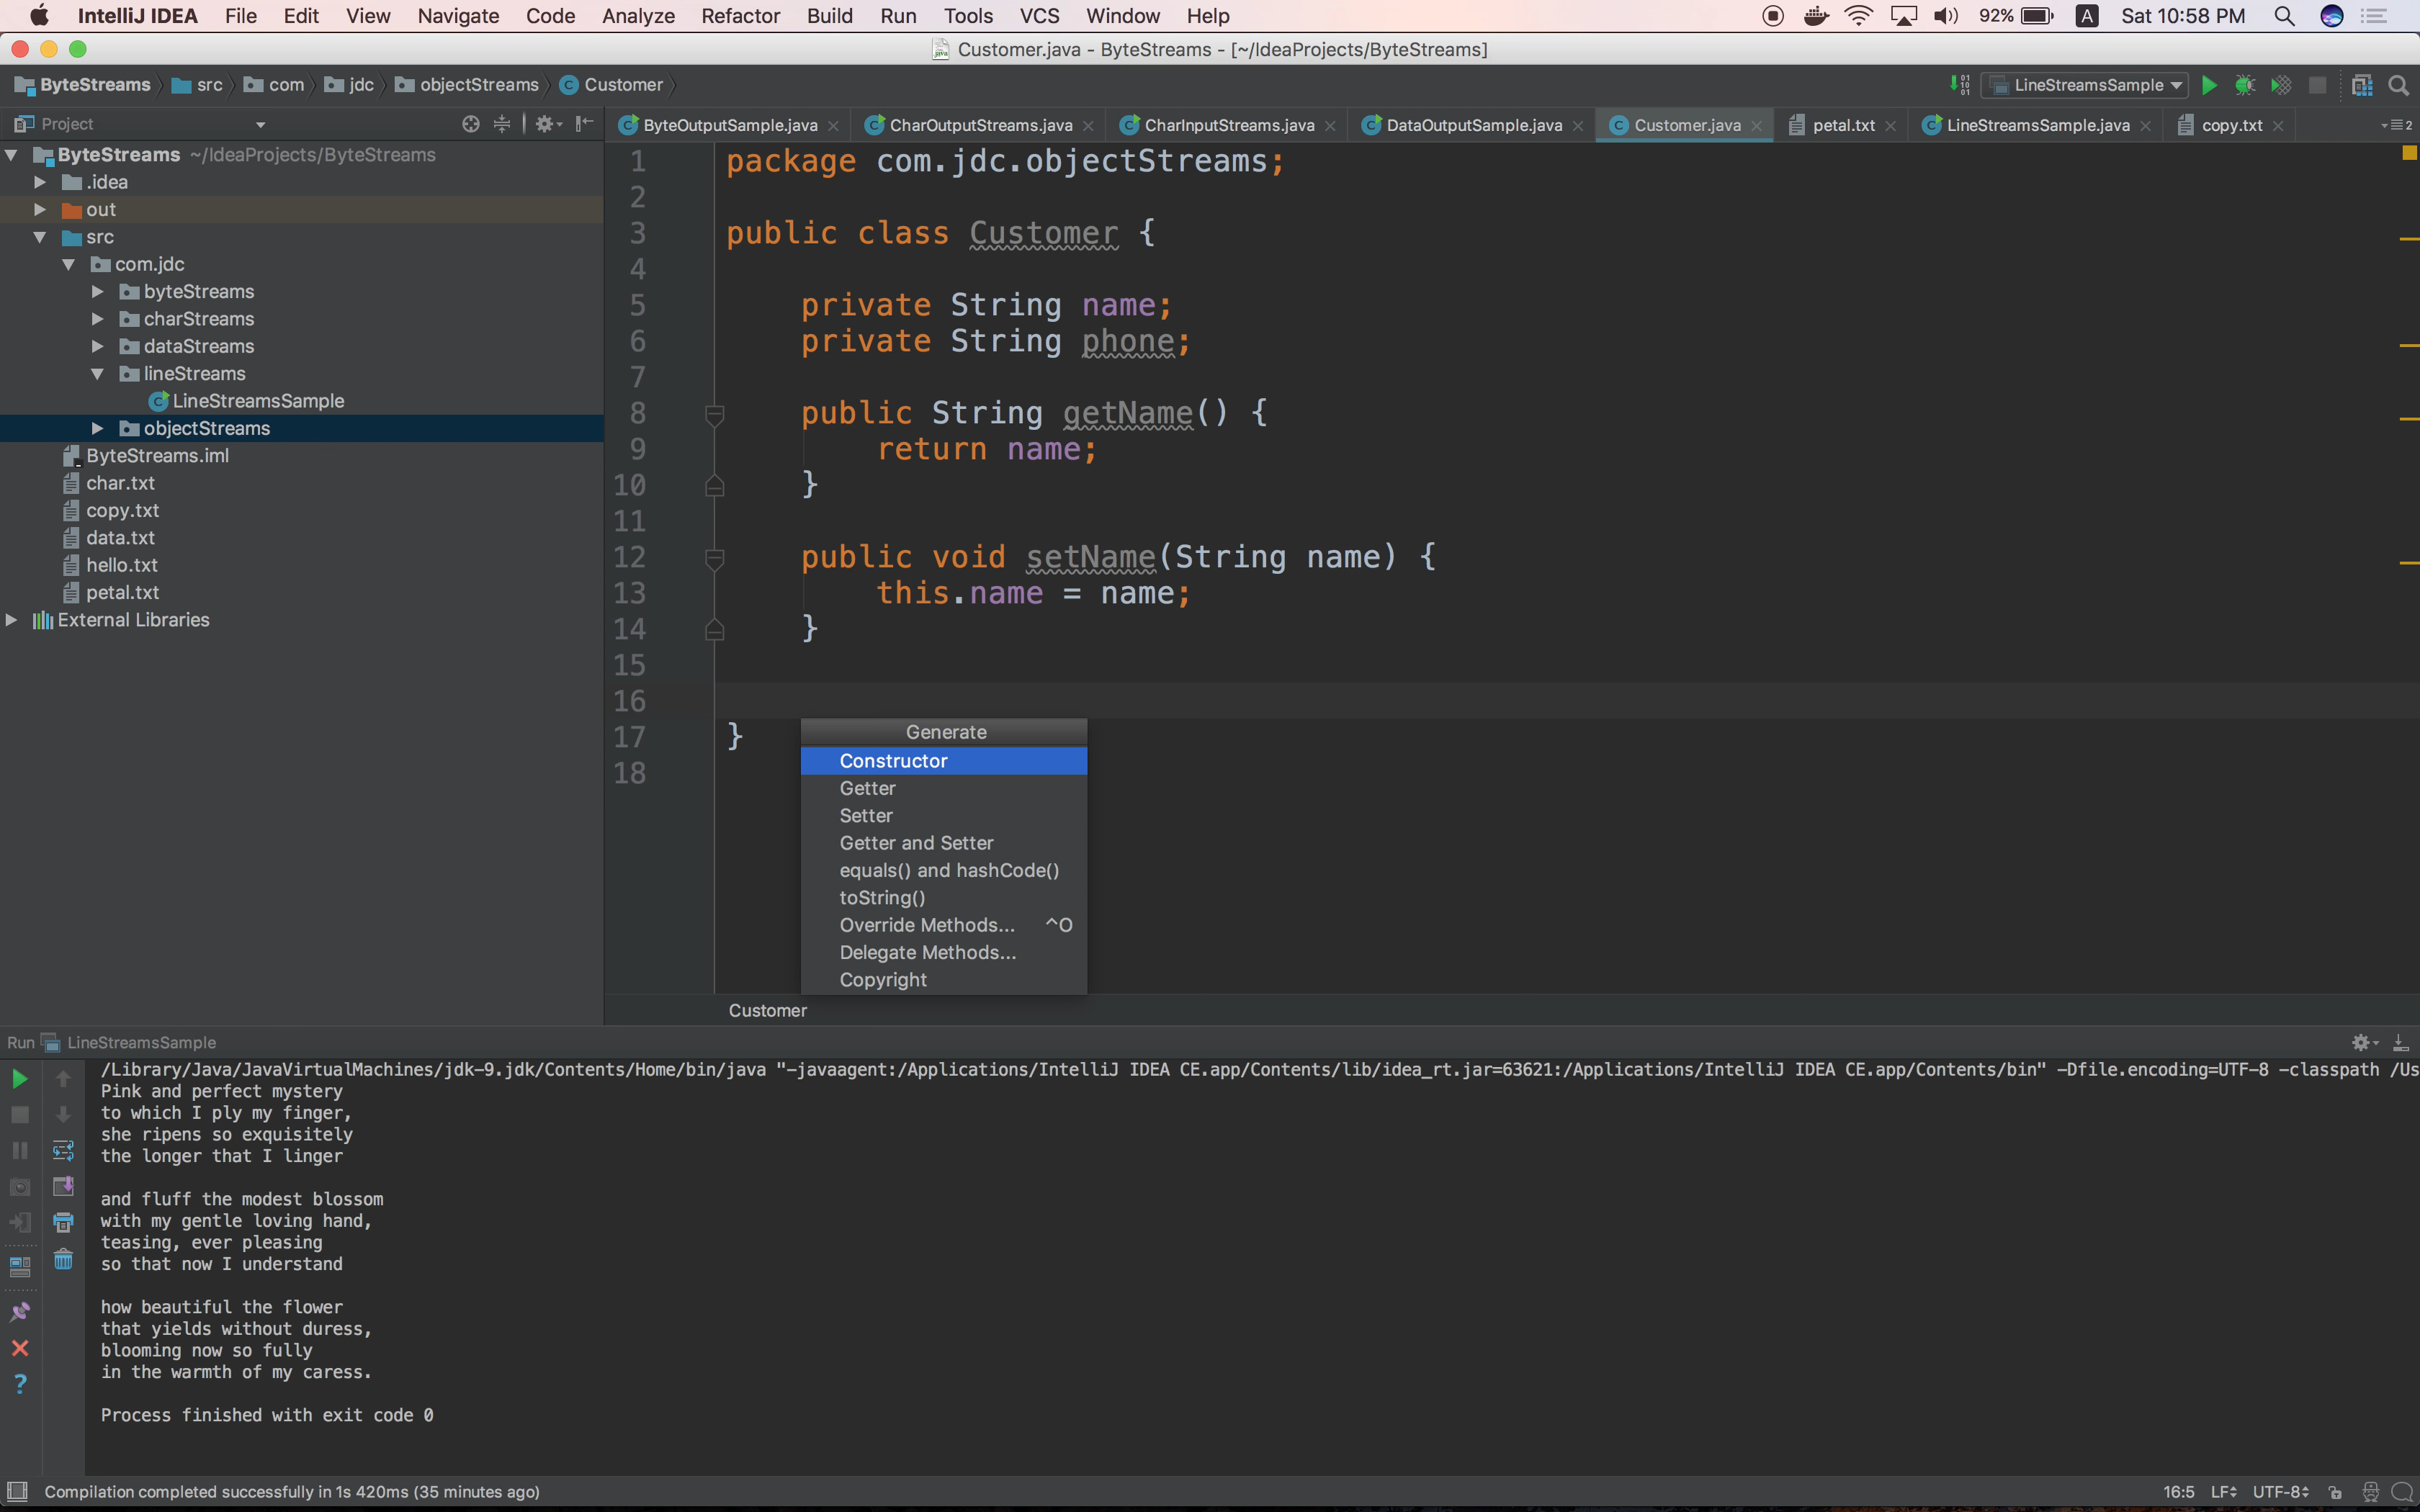 IntelliJ IDEA File Edit View Navigate Code Analyze Refactor Build Run Tools VCS Window Help 92% A Sat 10:58 PM
Customer.java - ByteStreams - [~/IdeaProjects/ByteStreams]
ByteStreams src com jdc objectStreams Customer LineStreamsSample
Project
ByteOutputSample.java CharOutputStreams.java CharInputStreams.java DataOutputSample.java Customer.java petal.txt LineStreamsSample.java copy.txt 2
ByteStreams ~/IdeaProjects/ByteStreams
.idea
out
src
com.jdc
byteStreams
charStreams
dataStreams
lineStreams
LineStreamsSample
objectStreams
ByteStreams.iml
char.txt
copy.txt
data.txt
hello.txt
petal.txt
External Libraries
1 package com.jdc.objectStreams;
2
3 public class Customer {
4
5 private String name;
6 private String phone;
7
8 public String getName() {
9 return name;
10 }
11
12 public void setName(String name) {
13 this.name = name;
14 }
15
16
17 }
18
Generate
Constructor
Getter
Setter
Getter and Setter
equals() and hashCode()
toString()
Override Methods... ^O
Delegate Methods...
Copyright
Customer
Run LineStreamsSample
/Library/Java/JavaVirtualMachines/jdk-9.jdk/Contents/Home/bin/java "-javaagent:/Applications/IntelliJ IDEA CE.app/Contents/lib/idea_rt.jar=63621:/Applications/IntelliJ IDEA CE.app/Contents/bin" -Dfile.encoding=UTF-8 -classpath /Us
Pink and perfect mystery
to which I ply my finger,
she ripens so exquisitely
the longer that I linger
and fluff the modest blossom
with my gentle loving hand,
teasing, ever pleasing
so that now I understand
how beautiful the flower
that yields without duress,
blooming now so fully
in the warmth of my caress.
Process finished with exit code 0
Compilation completed successfully in 1s 420ms (35 minutes ago) 16:5 LF UTF-8